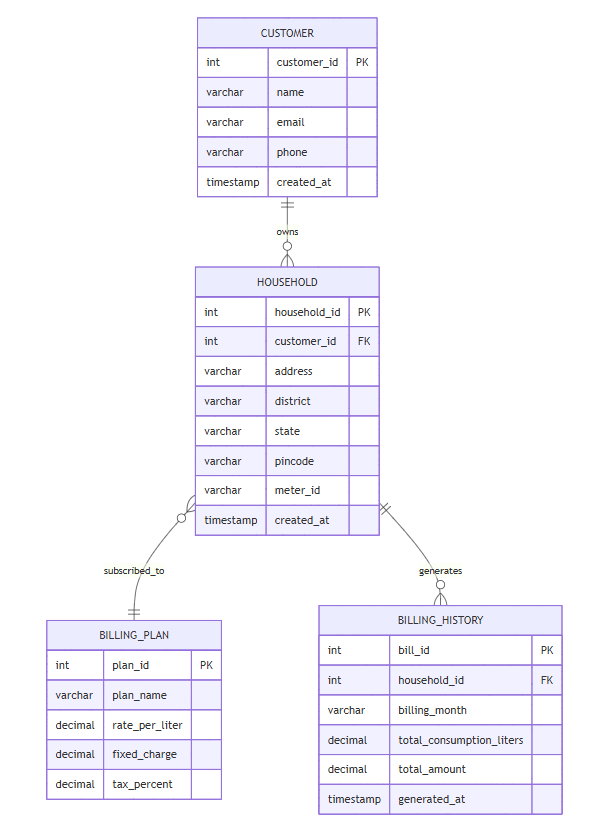 CUSTOMER
int customer_id PK
varchar name
varchar email
varchar phone
timestamp created_at
owns
HOUSEHOLD
int household_id PK
int customer_id FK
varchar address
varchar district
varchar state
varchar pincode
varchar meter_id
timestamp created_at
subscribed_to
generates
BILLING_PLAN
int plan_id PK
varchar plan_name
decimal rate_per_liter
decimal fixed_charge
decimal tax_percent
BILLING_HISTORY
int bill_id PK
int household_id FK
varchar billing_month
decimal total_consumption_liters
decimal total_amount
timestamp generated_at